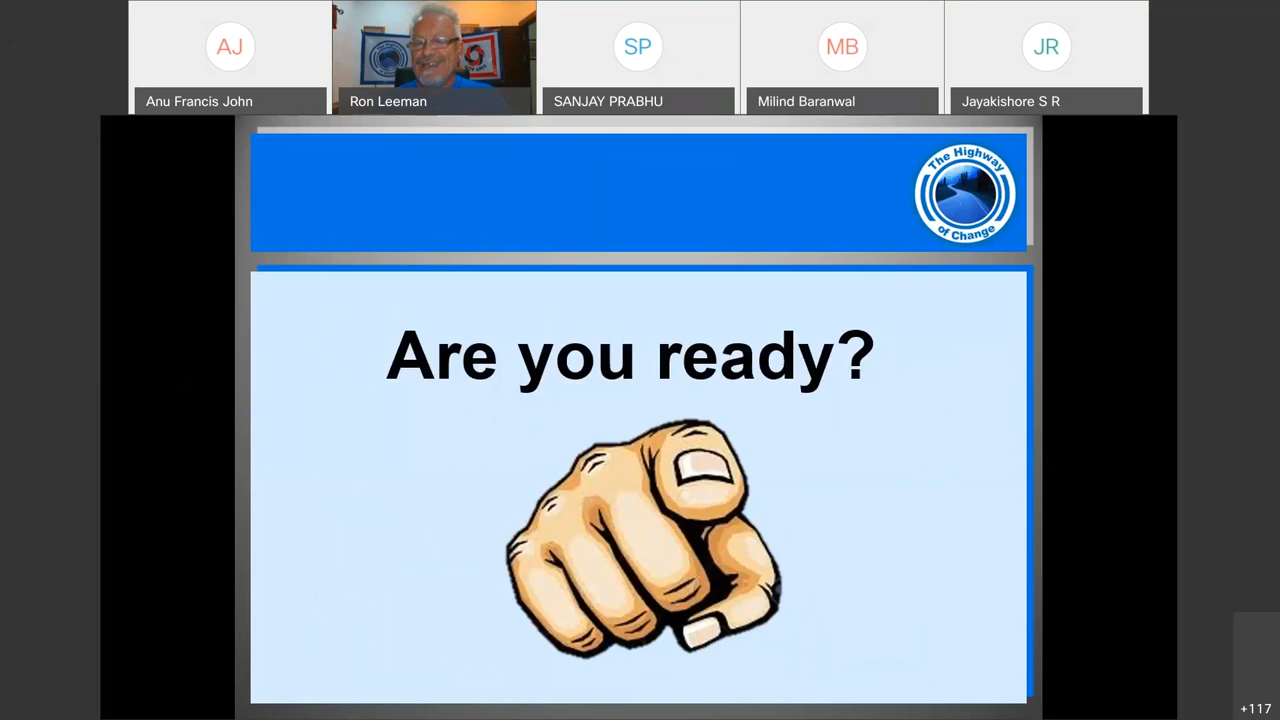 AJ
SP
MB
JR
Anu Francis John
Ron Leeman
SANJAY PRABHU
Milind Baranwal
Jayakishore S R
The Highway
of Change
Are you ready?
+117